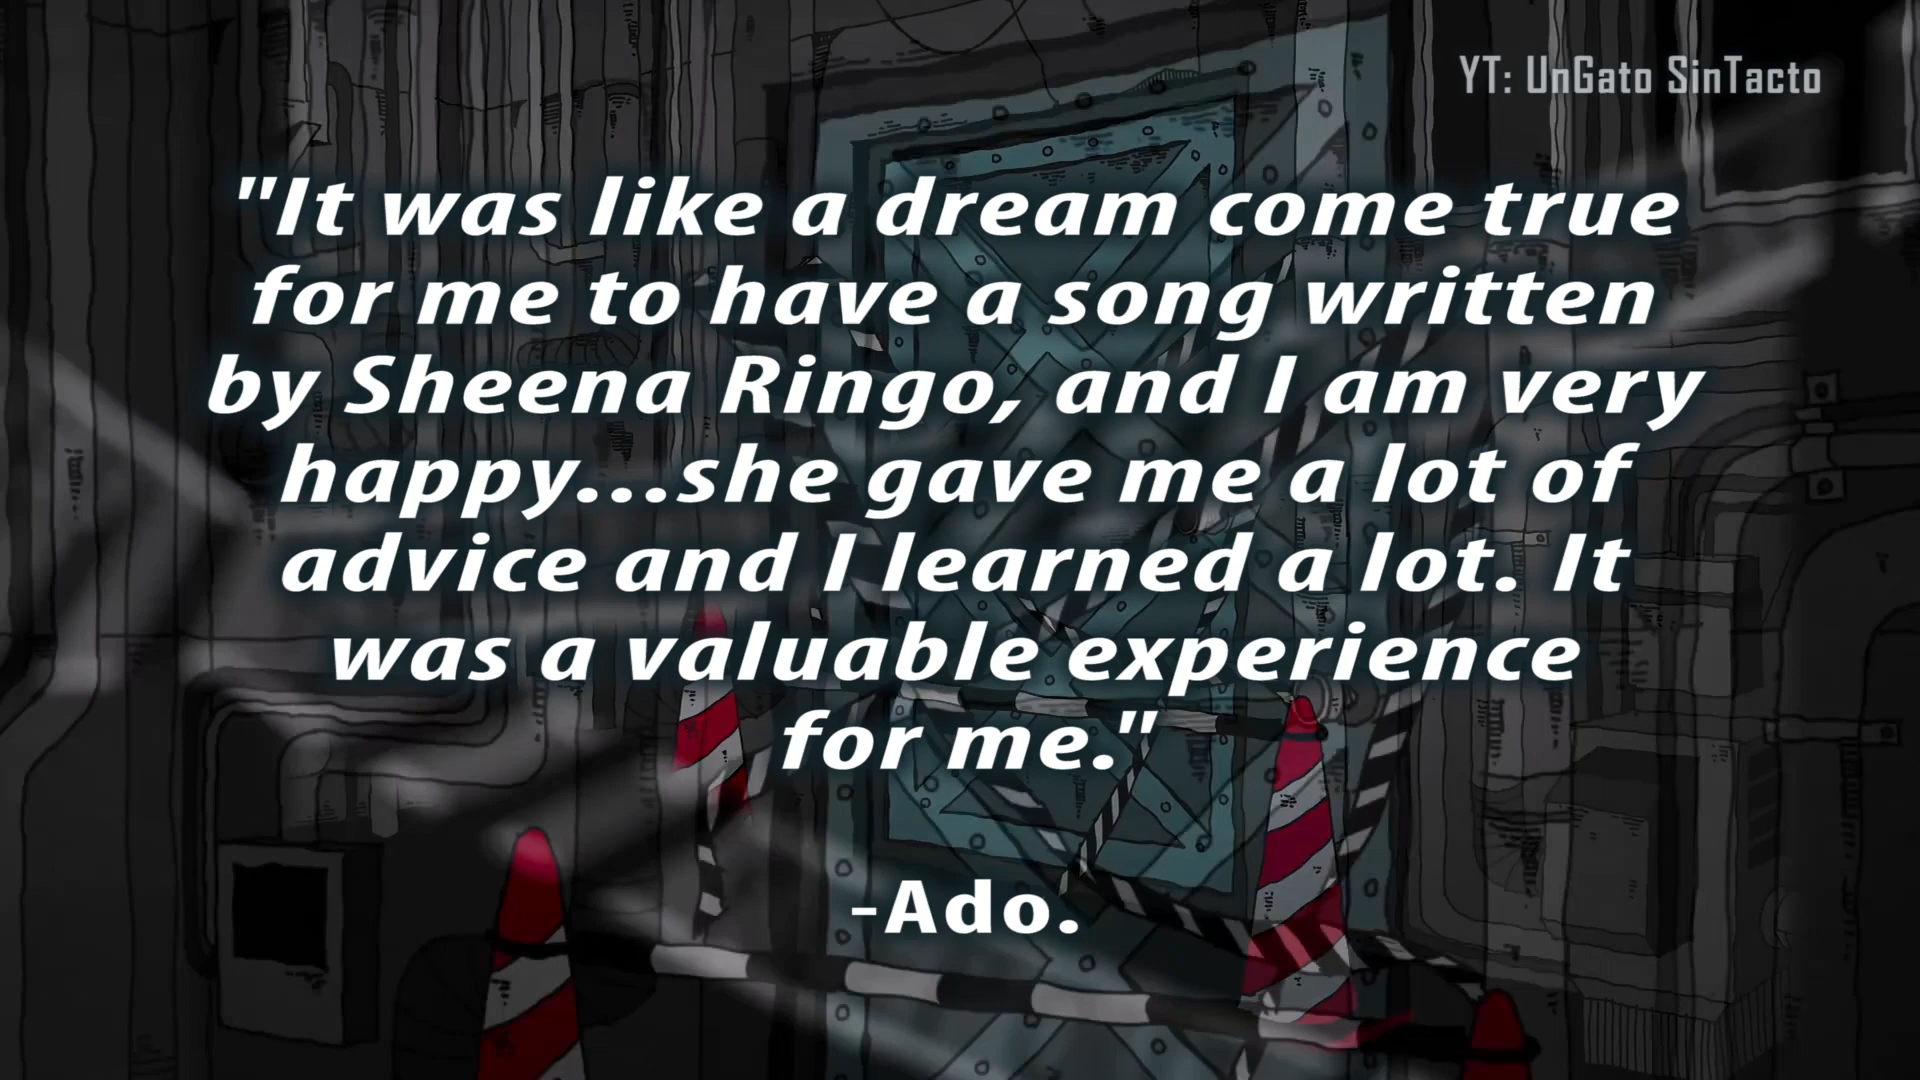 YT: UnGato SinTacto
"It was like a dream come true
for me to have a song written
by Sheena Ringo, and I am very
happy...she gave me a lot of
advice and I learned a lot. It
was a valuable experience
for me."
-Ado.